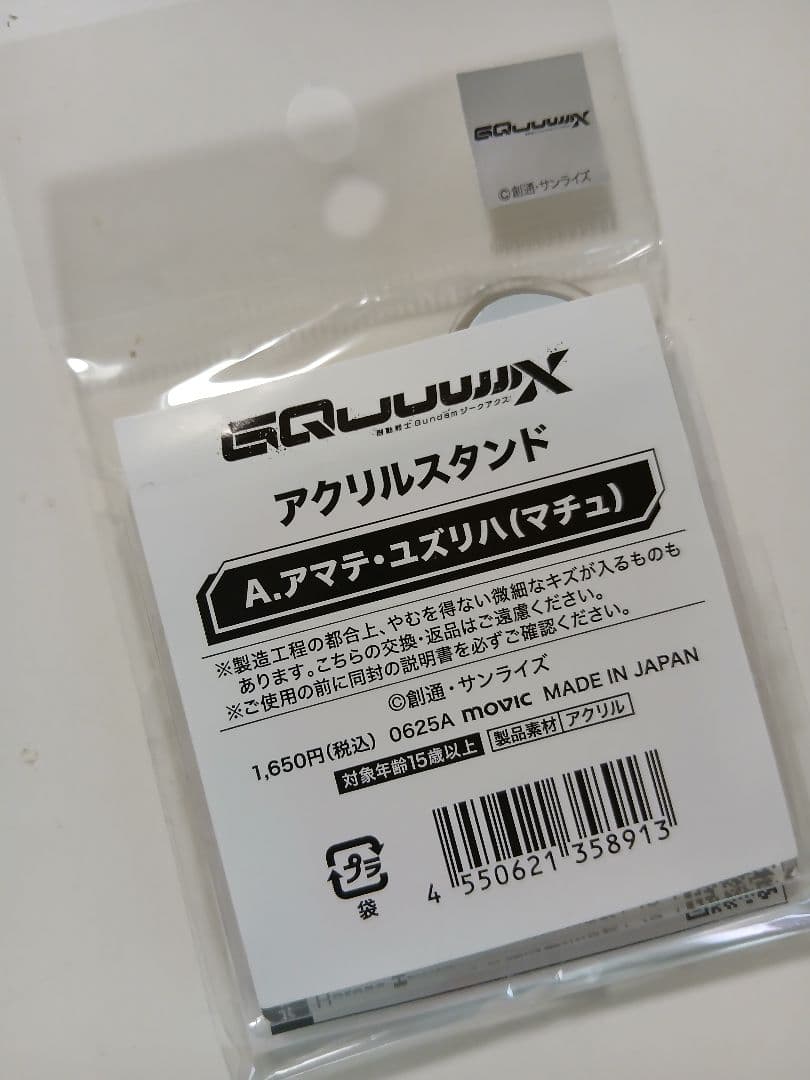 GQuuuuuuX
©創通・サンライズ
GQuuuuuuX
機動戦士Gundamジークアクス
アクリルスタンド
A.アマテ・ユズリハ(マチュ)
※製造工程の都合上、やむを得ない微細なキズが入るものも
あります。こちらの交換・返品はご遠慮ください。
※ご使用の前に同封の説明書を必ずご確認ください。
©創通・サンライズ
1,650円(税込) 0625A movic MADE IN JAPAN
対象年齢15歳以上 製品素材 アクリル
プラ
袋
4 550621 358913